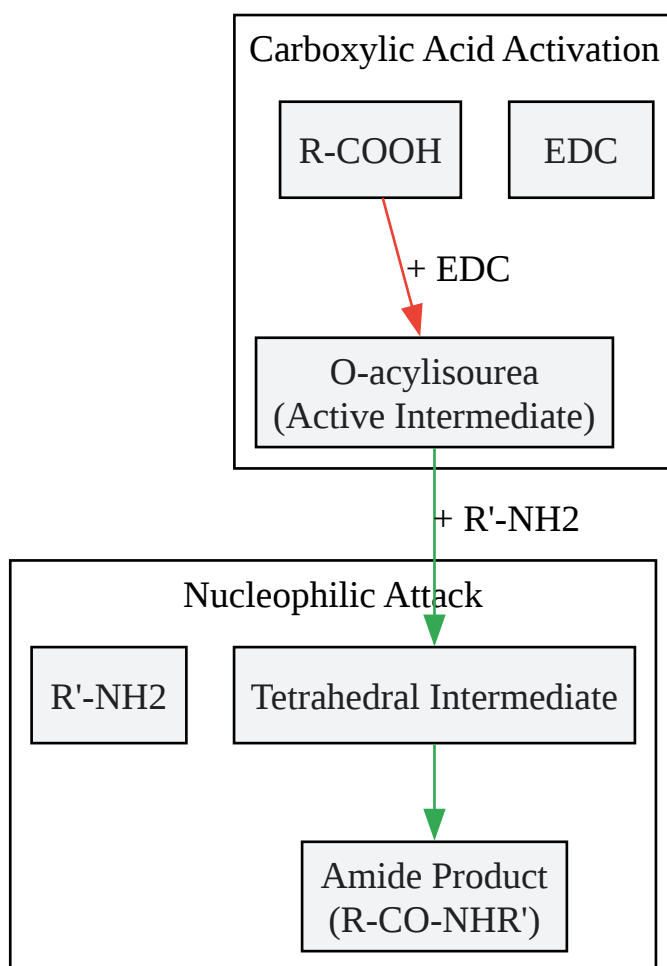 Carboxylic Acid Activation
R-COOH
EDC
+ EDC
O-acylisourea
(Active Intermediate)
+ R'-NH2
Nucleophilic Attack
R'-NH2
Tetrahedral Intermediate
Amide Product
(R-CO-NHR')